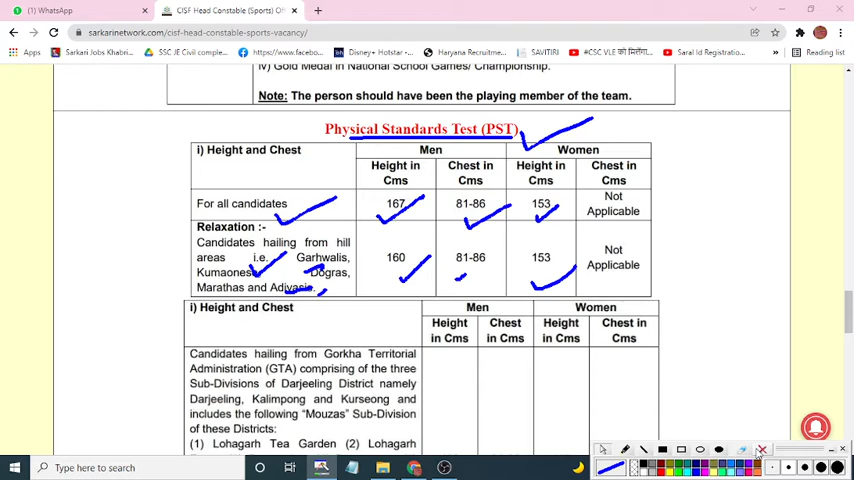 (1) WhatsApp
CISF Head Constable (Sports) Of
sarkarinetwork.com/cisf-head-constable-sports-vacancy/
Apps
Sarkari Jobs Khabri...
SSC JE Civil comple...
https://www.facebo...
Disney+ Hotstar -...
Haryana Recruitme...
SAVITIRI
#CSC VLE को मिलेगा...
Saral Id Registratio...
Reading list
iv) Gold Medal in National School Games/ Championship.
Note: The person should have been the playing member of the team.
Physical Standards Test (PST)
i) Height and Chest
Men
Women
Height in Cms
Chest in Cms
Height in Cms
Chest in Cms
For all candidates
167
81-86
153
Not Applicable
Relaxation :-
Candidates hailing from hill
areas i.e. Garhwalis,
Kumaonese Dogras,
Marathas and Adivasis.
160
81-86
153
Not Applicable
i) Height and Chest
Men
Women
Height in Cms
Chest in Cms
Height in Cms
Chest in Cms
Candidates hailing from Gorkha Territorial
Administration (GTA) comprising of the three
Sub-Divisions of Darjeeling District namely
Darjeeling, Kalimpong and Kurseong and
includes the following "Mouzas" Sub-Division
of these Districts:
(1) Lohagarh Tea Garden (2) Lohagarh
Type here to search